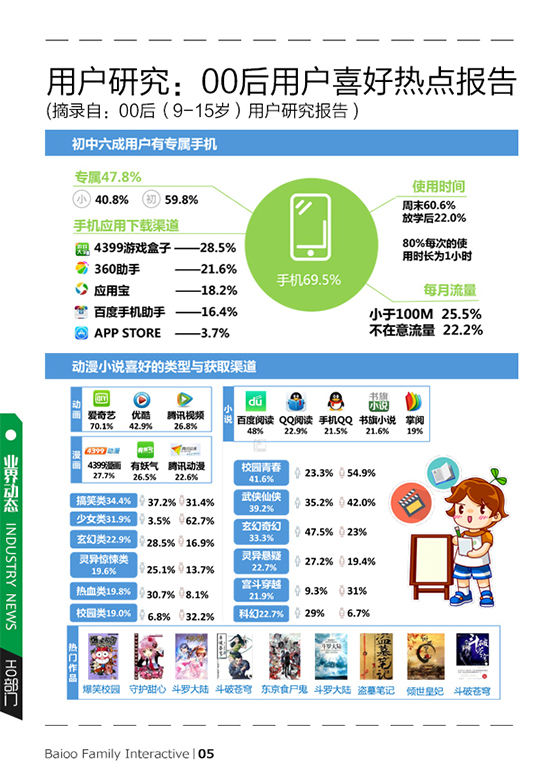 用户研究：00后用户喜好热点报告
(摘录自：00后（9-15岁）用户研究报告)
初中六成用户有专属手机
专属47.8%
小 40.8% 初 59.8%
手机应用下载渠道
4399游戏盒子 28.5%
360助手 21.6%
应用宝 18.2%
百度手机助手 16.4%
APP STORE 3.7%
手机69.5%
使用时间
周末60.6%
放学后22.0%
80%每次的使
用时长为1小时
每月流量
小于100M 25.5%
不在意流量 22.2%
动漫小说喜好的类型与获取渠道
动画
爱奇艺 优酷 腾讯视频
70.1% 42.9% 26.8%
漫画
4399动漫
4399漫画 有妖气 腾讯动漫
27.7% 26.5% 22.6%
小说
百度阅读 QQ阅读 手机QQ 书旗小说 掌阅
48% 22.9% 21.5% 21.6% 19%
搞笑类34.4% 37.2% 31.4%
少女类31.9% 3.5% 62.7%
玄幻类22.9% 28.5% 16.9%
灵异惊悚类
19.6% 25.1% 13.7%
热血类19.8% 30.7% 8.1%
校园类19.0% 6.8% 32.2%
校园青春
41.6% 23.3% 54.9%
武侠仙侠
39.2% 35.2% 42.0%
玄幻奇幻
33.3% 47.5% 23%
灵异悬疑
22.7% 27.2% 19.4%
宫斗穿越
21.9% 9.3% 31%
科幻22.7% 29% 6.7%
热门作品
爆笑校园 守护甜心 斗罗大陆 斗破苍穹 东京食尸鬼 斗罗大陆 盗墓笔记 倾世皇妃 斗破苍穹
业界动态 INDUSTRY NEWS
Baioo Family Interactive | 05